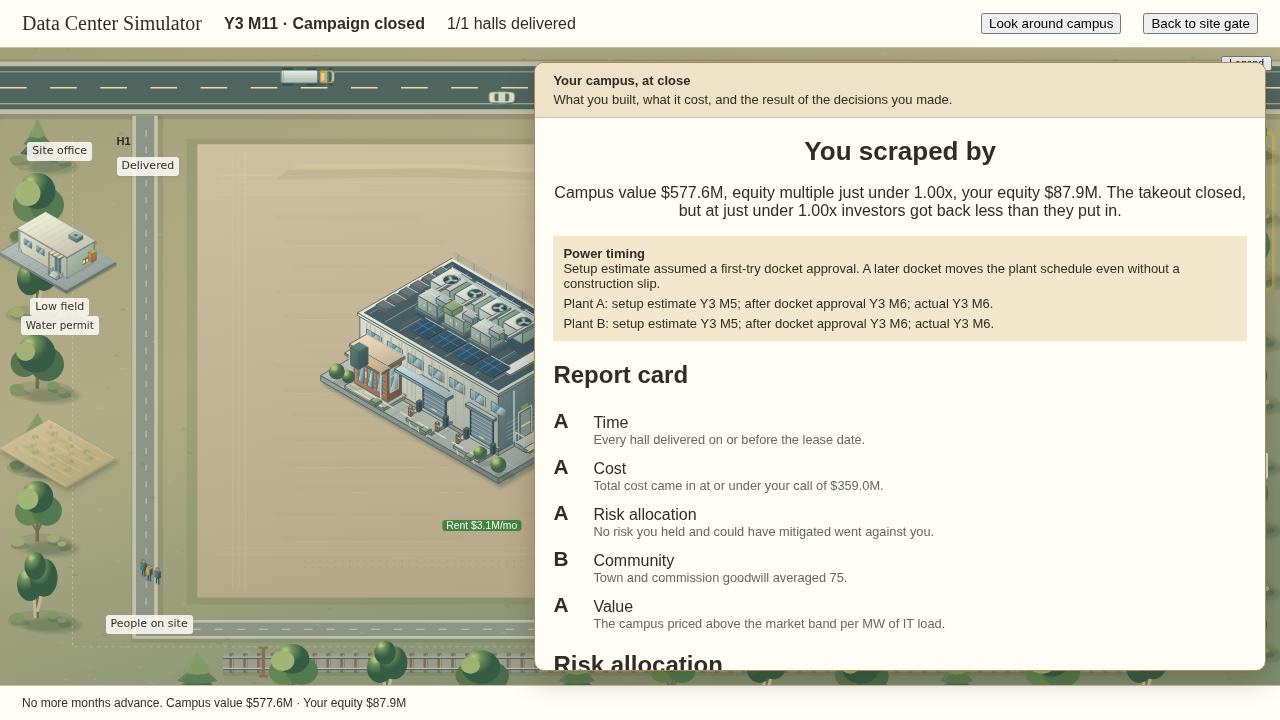 Data Center Simulator
Y3 M11 · Campaign closed
1/1 halls delivered
Look around campus
Back to site gate
Your campus, at close
What you built, what it cost, and the result of the decisions you made.
You scraped by
Campus value $577.6M, equity multiple just under 1.00x, your equity $87.9M. The takeout closed,
but at just under 1.00x investors got back less than they put in.
Power timing
Setup estimate assumed a first-try docket approval. A later docket moves the plant schedule even without a
construction slip.
Plant A: setup estimate Y3 M5; after docket approval Y3 M6; actual Y3 M6.
Plant B: setup estimate Y3 M5; after docket approval Y3 M6; actual Y3 M6.
Report card
A Time
Every hall delivered on or before the lease date.
A Cost
Total cost came in at or under your call of $359.0M.
A Risk allocation
No risk you held and could have mitigated went against you.
B Community
Town and commission goodwill averaged 75.
A Value
The campus priced above the market band per MW of IT load.
Risk allocation
H1
Site office
Delivered
Low field
Water permit
Rent $3.1M/mo
People on site
No more months advance. Campus value $577.6M · Your equity $87.9M